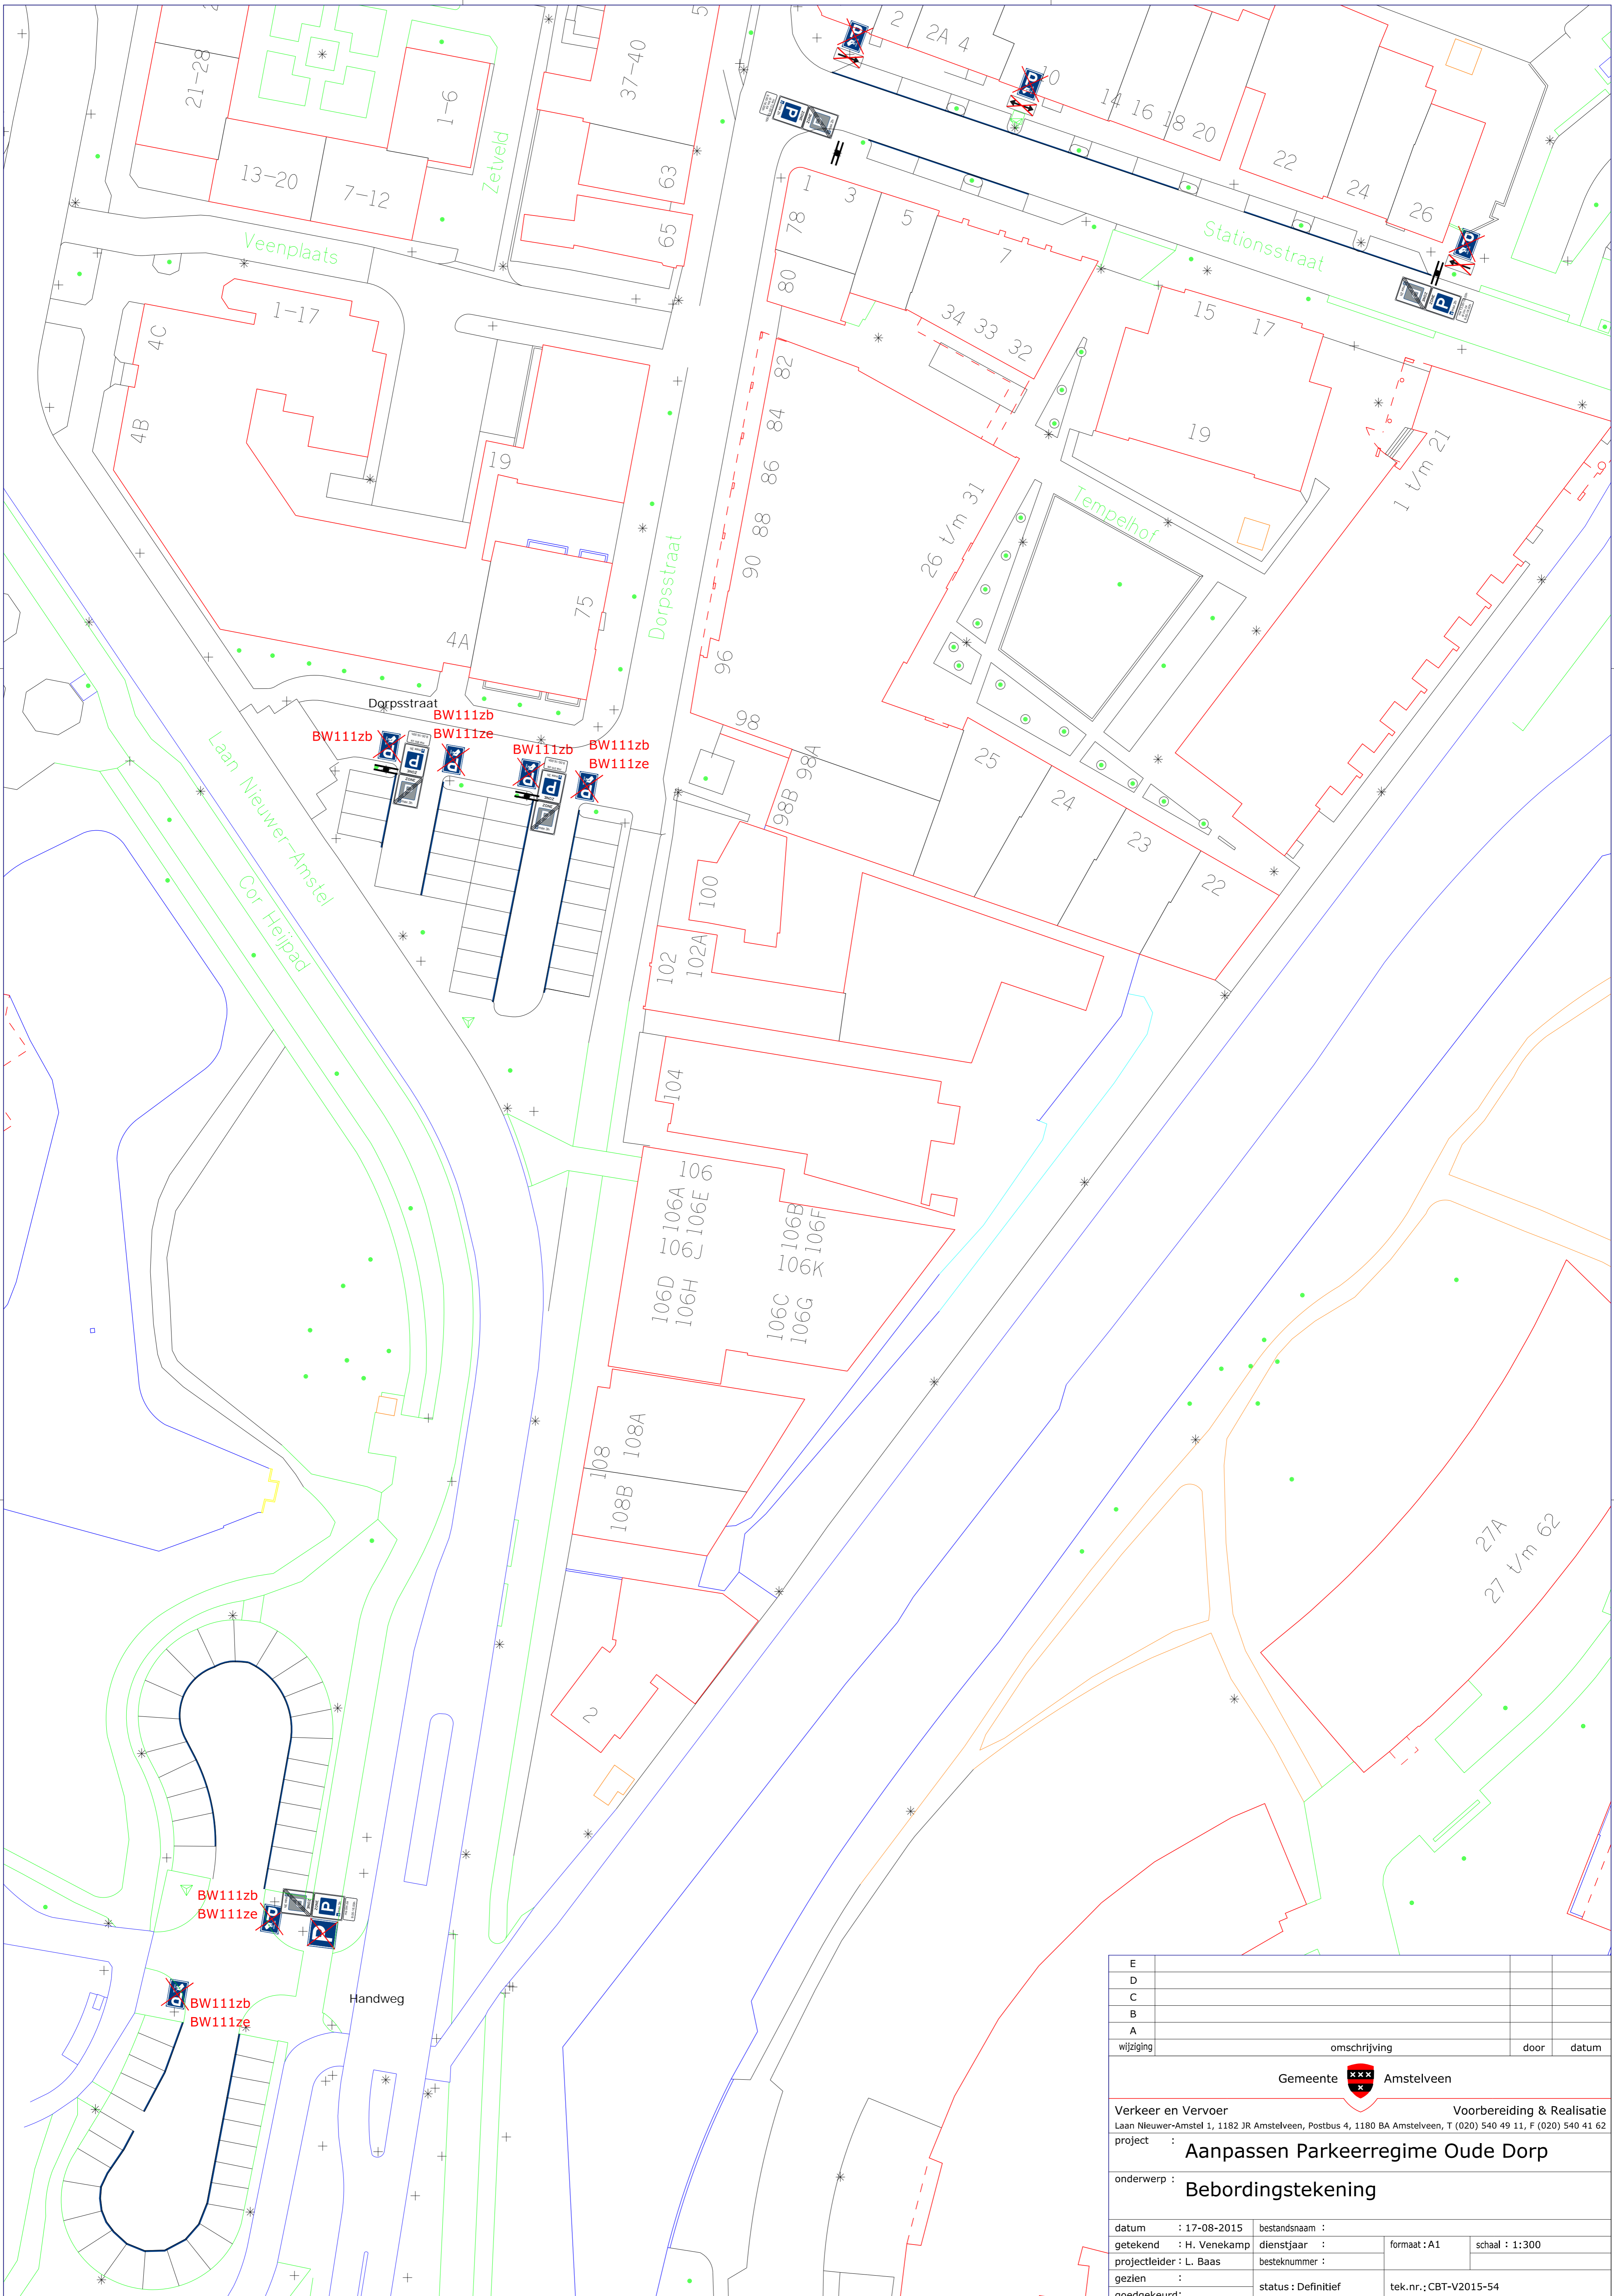 21-28
1-6
13-20
7-12
Zetveld
37-40
63
65
Veenplaats
1-17
4C
4B
4A
19
75
Dorpsstraat
2
2A 4
10
14 16 18 20
22
24
26
Stationsstraat
1
3
5
7
78
80
82
84
86
88
90
96
98
34 33 32
15
17
19
26 t/m 31
Tempelhof
1 t/m 21
25
24
23
22
98A
98B
100
102
102A
104
106
106A
106E
106J
106D
106H
106B
106F
106K
106C
106G
108
108A
108B
2
27A
27 t/m 62
Laan Nieuwer-Amstel
Cor Heijpad
Dorpsstraat
BW111zb
BW111zb
BW111ze
BW111zb
BW111zb
BW111ze
BW111zb
BW111ze
BW111zb
BW111ze
Handweg
E
D
C
B
A
wijziging omschrijving door datum
Gemeente Amstelveen
Verkeer en Vervoer Voorbereiding & Realisatie
Laan Nieuwer-Amstel 1, 1182 JR Amstelveen, Postbus 4, 1180 BA Amstelveen, T (020) 540 49 11, F (020) 540 41 62
project : Aanpassen Parkeerregime Oude Dorp
onderwerp : Bebordingstekening
datum : 17-08-2015 bestandsnaam :
getekend : H. Venekamp dienstjaar : formaat : A1 schaal : 1:300
projectleider : L. Baas besteknummer :
gezien :
goedgekeurd: status : Definitief tek.nr.: CBT-V2015-54